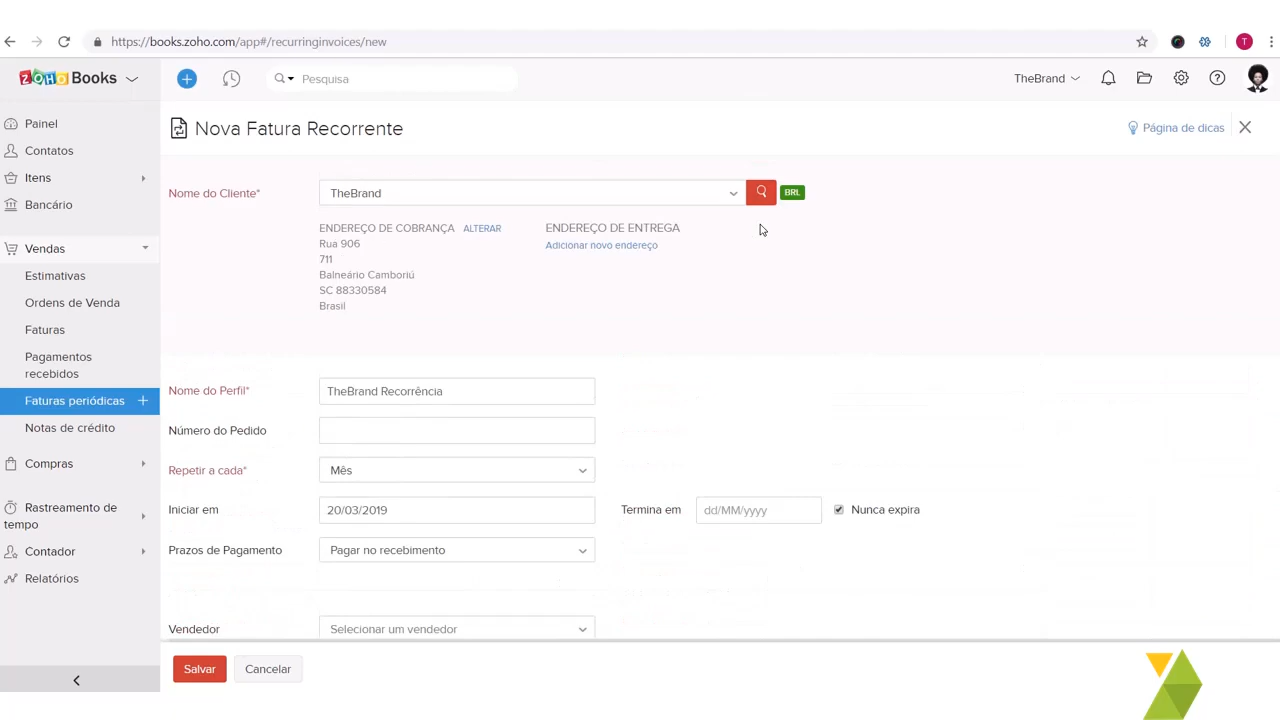 https://books.zoho.com/app#/recurringinvoices/new
T
ZOHO Books
Pesquisa
TheBrand
Painel
Contatos
Itens
Bancário
Vendas
Estimativas
Ordens de Venda
Faturas
Pagamentos
recebidos
Faturas periódicas +
Notas de crédito
Compras
Rastreamento de
tempo
Contador
Relatórios
Nova Fatura Recorrente
Página de dicas
Nome do Cliente*
TheBrand
BRL
ENDEREÇO DE COBRANÇA ALTERAR
Rua 906
711
Balneário Camboriú
SC 88330584
Brasil
ENDEREÇO DE ENTREGA
Adicionar novo endereço
Nome do Perfil* TheBrand Recorrência
Número do Pedido
Repetir a cada* Mês
Iniciar em 20/03/2019 Termina em dd/MM/yyyy Nunca expira
Prazos de Pagamento Pagar no recebimento
Vendedor Selecionar um vendedor
Salvar Cancelar